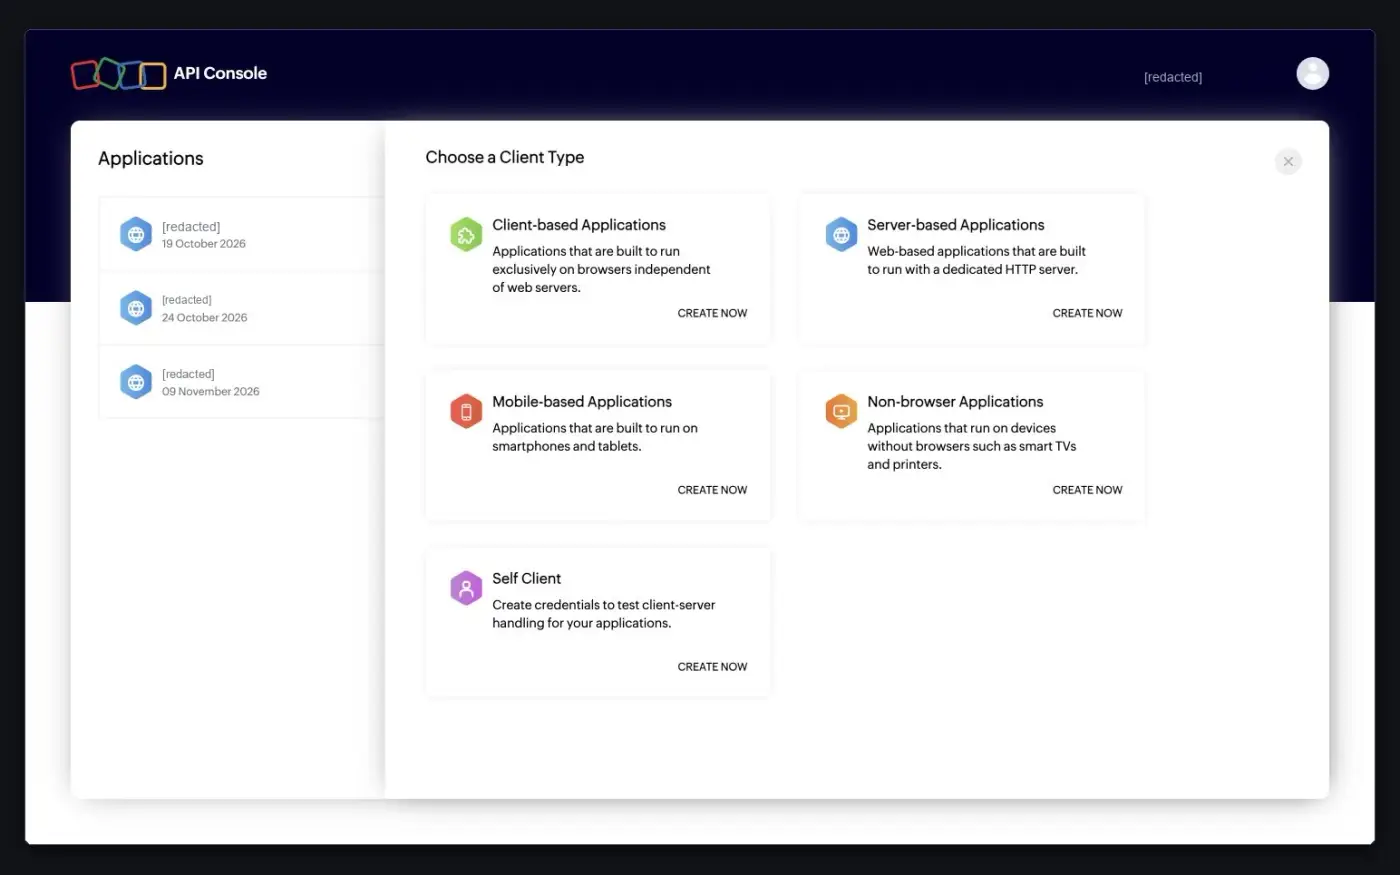 API Console
[redacted]
Applications
[redacted]
19 October 2026
[redacted]
24 October 2026
[redacted]
09 November 2026
Choose a Client Type
Client-based Applications
Applications that are built to run
exclusively on browsers independent
of web servers.
CREATE NOW
Server-based Applications
Web-based applications that are built
to run with a dedicated HTTP server.
CREATE NOW
Mobile-based Applications
Applications that are built to run on
smartphones and tablets.
CREATE NOW
Non-browser Applications
Applications that run on devices
without browsers such as smart TVs
and printers.
CREATE NOW
Self Client
Create credentials to test client-server
handling for your applications.
CREATE NOW